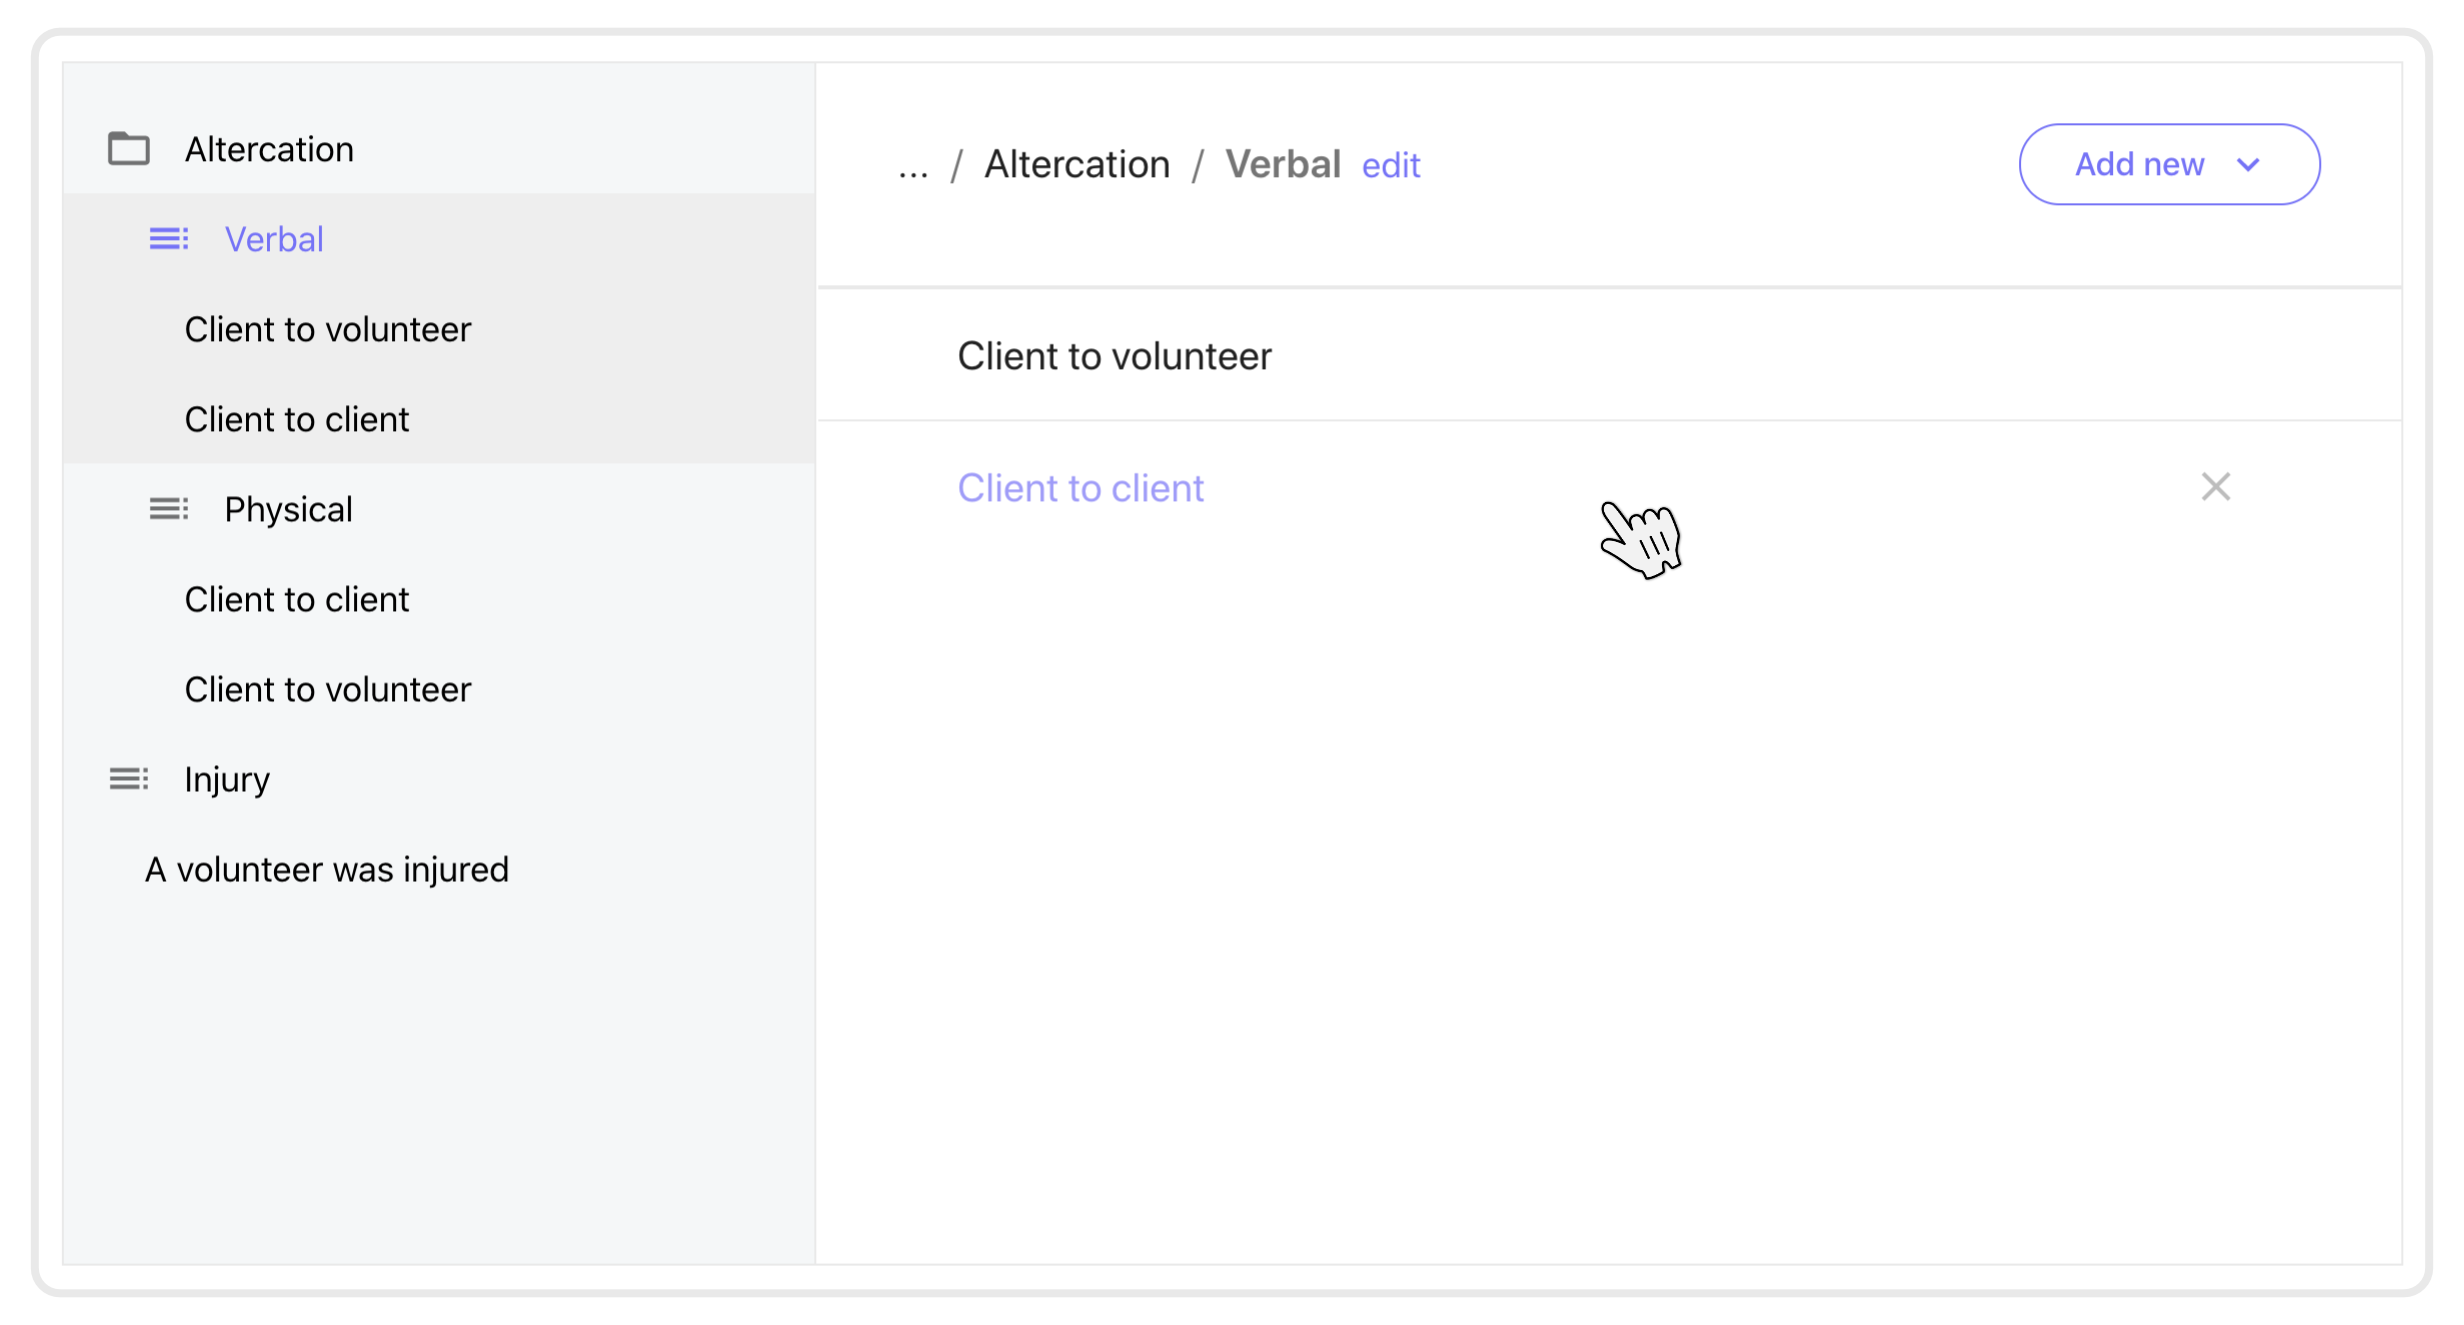 Altercation
Verbal
Client to volunteer
Client to client
Physical
Client to client
Client to volunteer
Injury
A volunteer was injured
... / Altercation / Verbal edit
Add new
Client to volunteer
Client to client